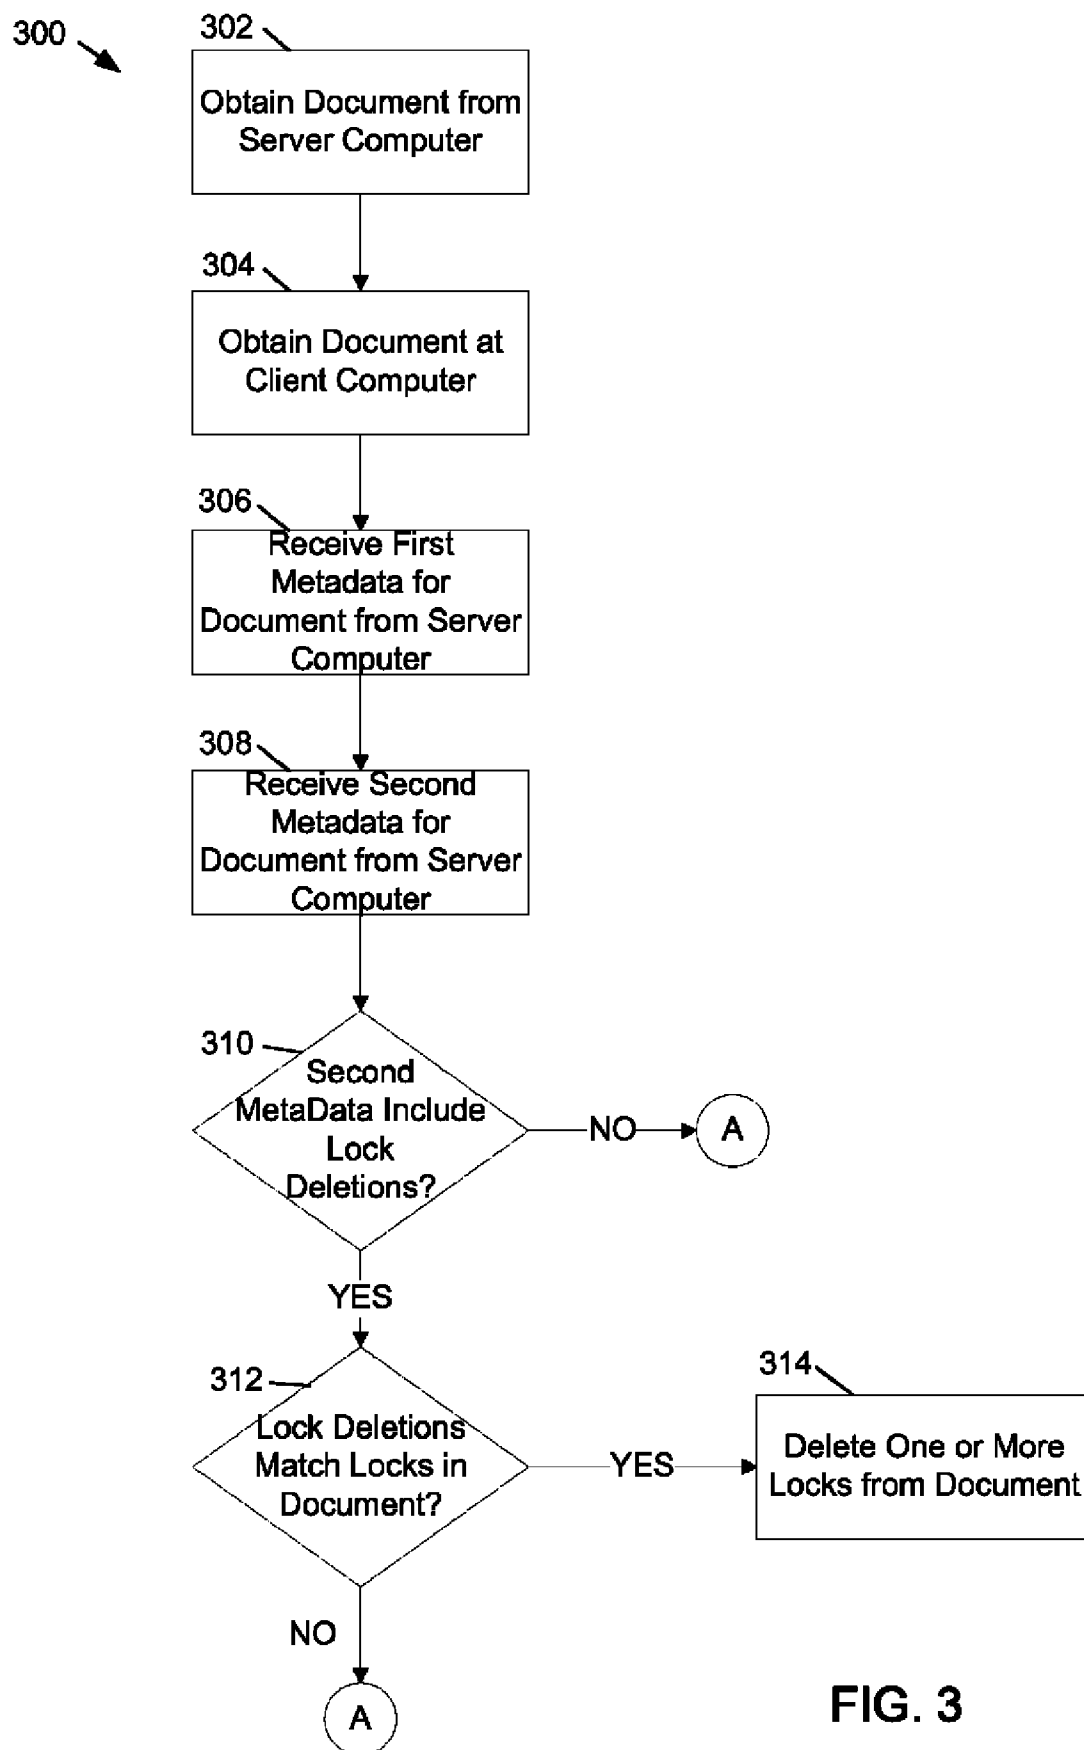 300
302
Obtain Document from
Server Computer
304
Obtain Document at
Client Computer
306
Receive First
Metadata for
Document from Server
Computer
308
Receive Second
Metadata for
Document from Server
Computer
310
Second
MetaData Include
Lock
Deletions?
NO
A
YES
312
Lock Deletions
Match Locks in
Document?
YES
314
Delete One or More
Locks from Document
NO
A
FIG. 3